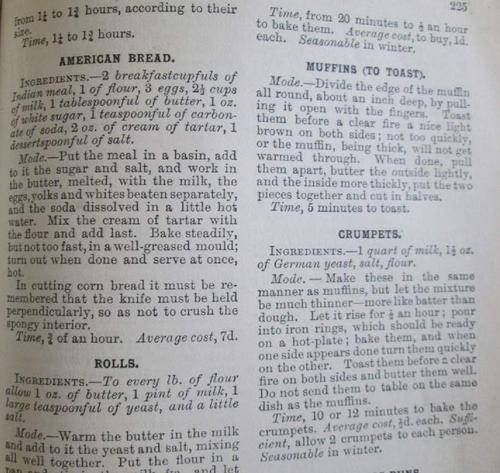 from 1¼ to 1¾ hours, according to their
size.
Time, 1¼ to 1¾ hours.
AMERICAN BREAD.
INGREDIENTS.—2 breakfastcupfuls of
Indian meal, 1 of flour, 3 eggs, 2½ cups
of milk, 1 tablespoonful of butter, 1 oz.
of white sugar, 1 teaspoonful of carbon-
ate of soda, 2 oz. of cream of tartar, 1
dessertspoonful of salt.
Mode.—Put the meal in a basin, add
to it the sugar and salt, and work in
the butter, melted, with the milk, the
eggs, yolks and whites beaten separately,
and the soda dissolved in a little hot
water. Mix the cream of tartar with
the flour and add last. Bake steadily,
but not too fast, in a well-greased mould;
turn out when done and serve at once,
hot.
In cutting corn bread it must be re-
membered that the knife must be held
perpendicularly, so as not to crush the
spongy interior.
Time, ¾ of an hour. Average cost, 7d.
ROLLS.
INGREDIENTS.—To every lb. of flour
allow 1 oz. of butter, 1 pint of milk, 1
large teaspoonful of yeast, and a little
salt.
Mode.—Warm the butter in the milk
and add to it the yeast and salt, mixing
all well together. Put the flour in a
225
Time, from 20 minutes to ½ an hour
to bake them. Average cost, to buy, 1d.
each. Seasonable in winter.
MUFFINS (TO TOAST).
Mode.—Divide the edge of the muffin
all round, about an inch deep, by pull-
ing it open with the fingers. Toast
them before a clear fire a nice light
brown on both sides; not too quickly,
or the muffin, being thick, will not get
warmed through. When done, pull
them apart, butter the outside lightly,
and the inside more thickly, put the two
pieces together and cut in halves.
Time, 5 minutes to toast.
CRUMPETS.
INGREDIENTS.—1 quart of milk, 1½ oz.
of German yeast, salt, flour.
Mode. — Make these in the same
manner as muffins, but let the mixture
be much thinner—more like batter than
dough. Let it rise for ½ an hour; pour
into iron rings, which should be ready
on a hot-plate; bake them, and when
one side appears done turn them quickly
on the other. Toast them before a clear
fire on both sides and butter them well.
Do not send them to table on the same
dish as the muffins.
Time, 10 or 12 minutes to bake the
crumpets. Average cost, ½d. each. Suffi-
cient, allow 2 crumpets to each person.
Seasonable in winter.